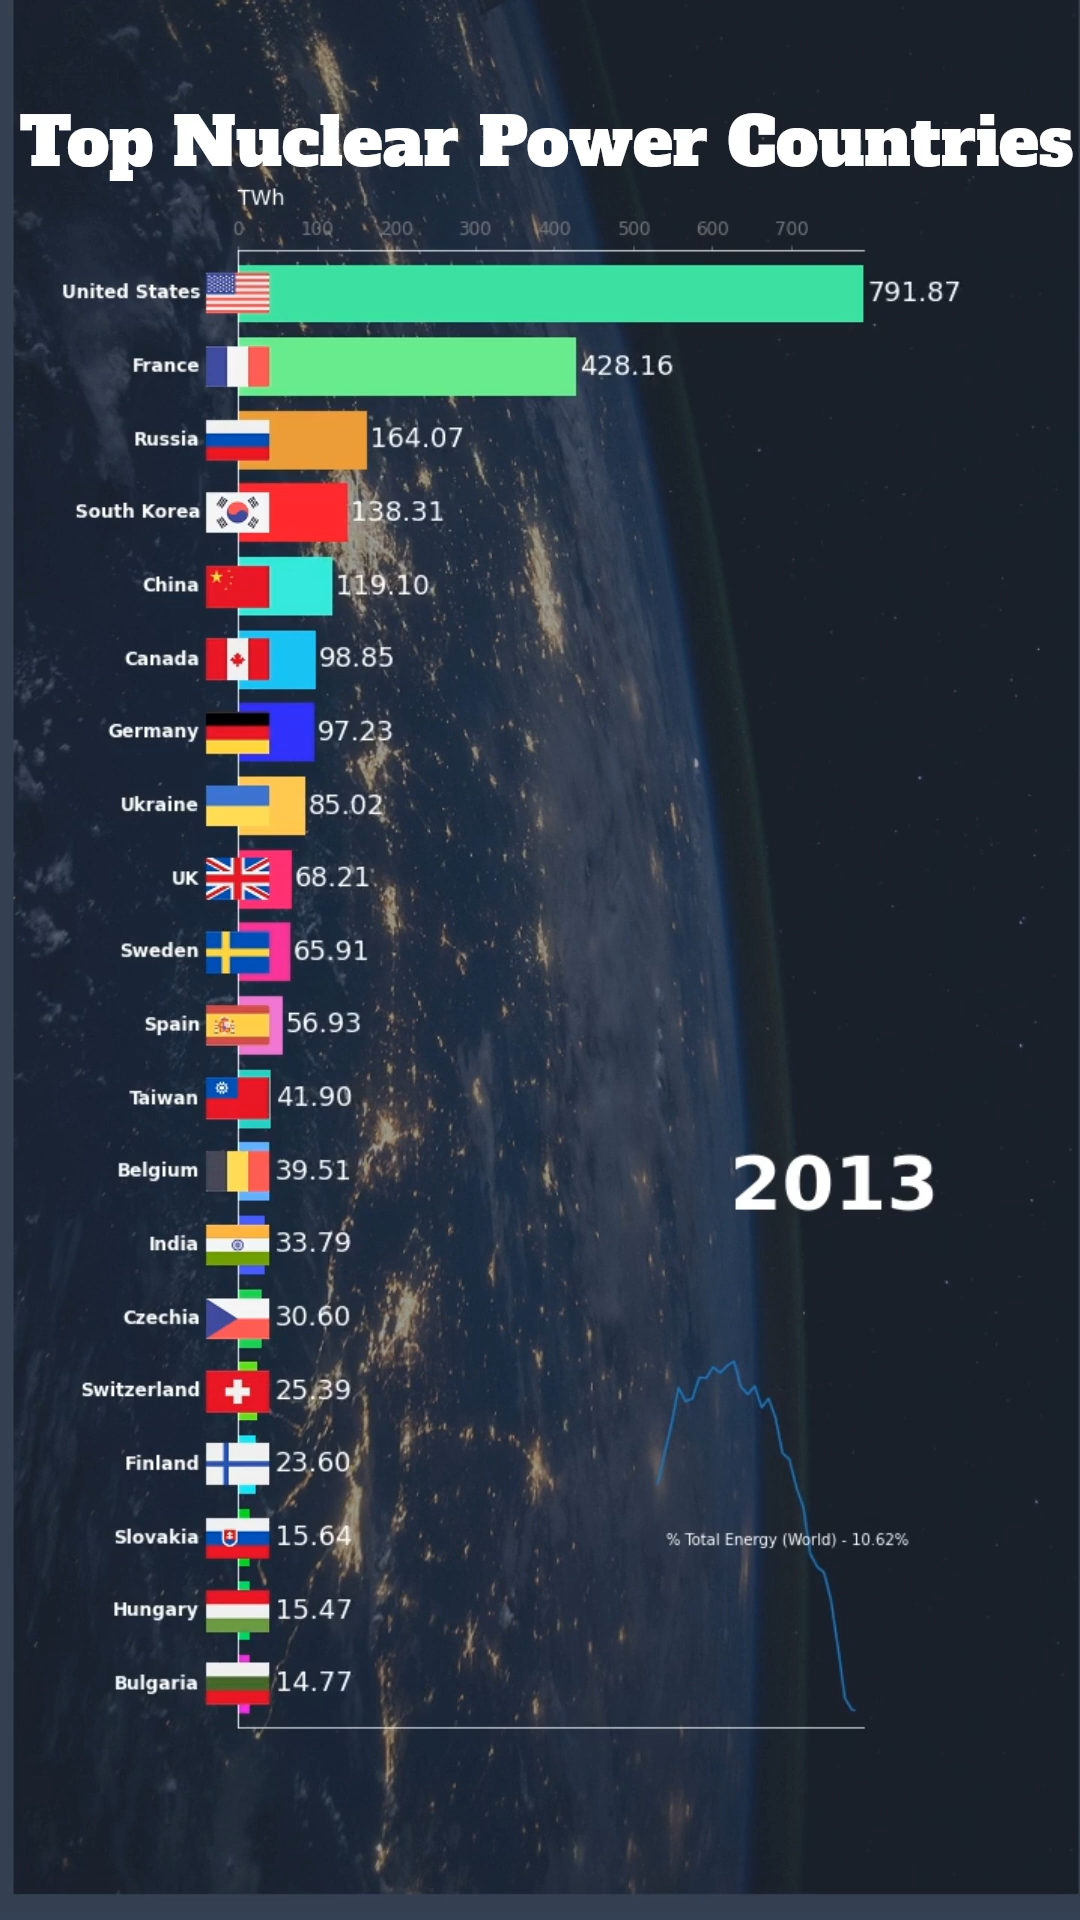 Top Nuclear Power Countries
TWh
0 100 200 300 400 500 600 700
United States 791.87
France 428.16
Russia 164.07
South Korea 138.31
China 119.10
Canada 98.85
Germany 97.23
Ukraine 85.02
UK 68.21
Sweden 65.91
Spain 56.93
Taiwan 41.90
Belgium 39.51
2013
India 33.79
Czechia 30.60
Switzerland 25.39
Finland 23.60
Slovakia 15.64
% Total Energy (World) - 10.62%
Hungary 15.47
Bulgaria 14.77